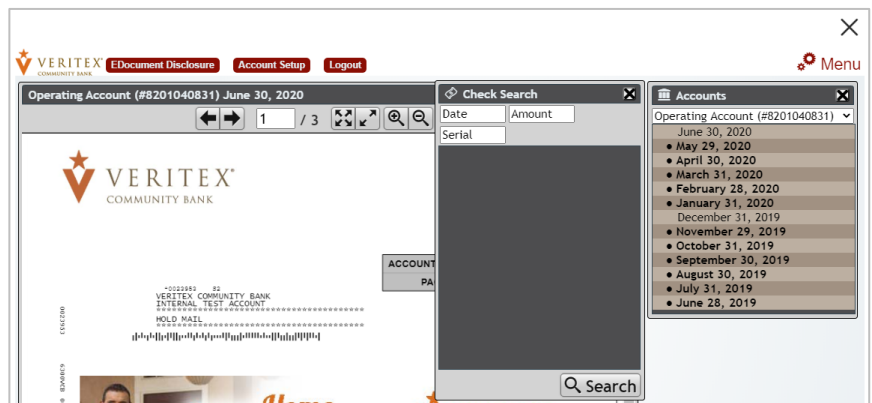 VERITEX
COMMUNITY BANK
EDocument Disclosure
Account Setup
Logout
Menu
Operating Account (#8201040831) June 30, 2020
1 / 3
VERITEX
COMMUNITY BANK
ACCOUNT
PA
-0023953 S2
VERITEX COMMUNITY BANK
INTERNAL TEST ACCOUNT
****************************************
HOLD MAIL
****************************************
0023953
Home
Check Search
Date
Amount
Serial
Search
Accounts
Operating Account (#8201040831)
June 30, 2020
• May 29, 2020
• April 30, 2020
• March 31, 2020
• February 28, 2020
• January 31, 2020
December 31, 2019
• November 29, 2019
• October 31, 2019
• September 30, 2019
• August 30, 2019
• July 31, 2019
• June 28, 2019